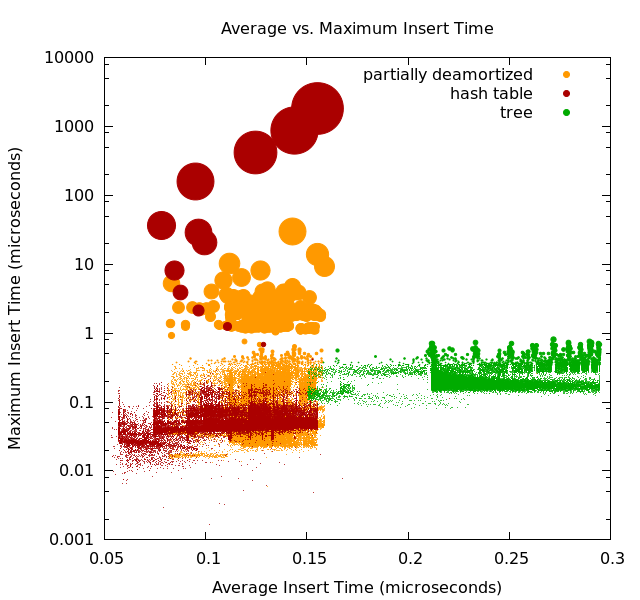 Average vs. Maximum Insert Time
partially deamortized
hash table
tree
10000
1000
100
10
1
0.1
0.01
0.001
Maximum Insert Time (microseconds)
0.05 0.1 0.15 0.2 0.25 0.3
Average Insert Time (microseconds)